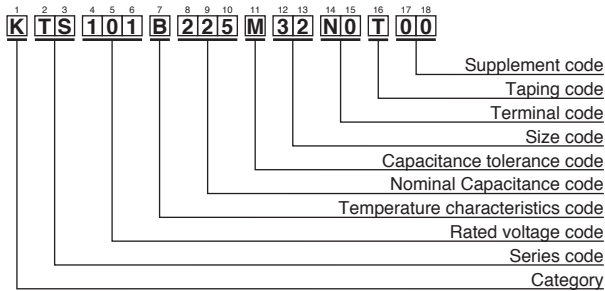 1 2 3 4 5 6 7 8 9 10 11 12 13 14 15 16 17 18
K T S 1 0 1 B 2 2 5 M 3 2 N 0 T 0 0
Supplement code
Taping code
Terminal code
Size code
Capacitance tolerance code
Nominal Capacitance code
Temperature characteristics code
Rated voltage code
Series code
Category